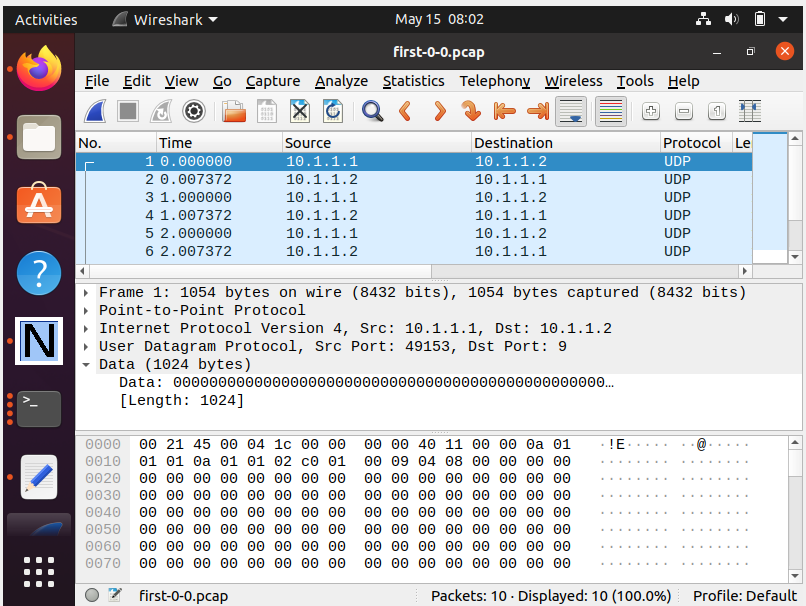 Activities Wireshark May 15 08:02
first-0-0.pcap
File Edit View Go Capture Analyze Statistics Telephony Wireless Tools Help
No. Time Source Destination Protocol Le
1 0.000000 10.1.1.1 10.1.1.2 UDP
2 0.007372 10.1.1.2 10.1.1.1 UDP
3 1.000000 10.1.1.1 10.1.1.2 UDP
4 1.007372 10.1.1.2 10.1.1.1 UDP
5 2.000000 10.1.1.1 10.1.1.2 UDP
6 2.007372 10.1.1.2 10.1.1.1 UDP
Frame 1: 1054 bytes on wire (8432 bits), 1054 bytes captured (8432 bits)
Point-to-Point Protocol
Internet Protocol Version 4, Src: 10.1.1.1, Dst: 10.1.1.2
User Datagram Protocol, Src Port: 49153, Dst Port: 9
Data (1024 bytes)
Data: 000000000000000000000000000000000000000000000000…
[Length: 1024]
0000 00 21 45 00 04 1c 00 00 00 00 40 11 00 00 0a 01 ·!E····· ··@·····
0010 01 01 0a 01 01 02 c0 01 00 09 04 08 00 00 00 00 ········ ········
0020 00 00 00 00 00 00 00 00 00 00 00 00 00 00 00 00 ········ ········
0030 00 00 00 00 00 00 00 00 00 00 00 00 00 00 00 00 ········ ········
0040 00 00 00 00 00 00 00 00 00 00 00 00 00 00 00 00 ········ ········
0050 00 00 00 00 00 00 00 00 00 00 00 00 00 00 00 00 ········ ········
0060 00 00 00 00 00 00 00 00 00 00 00 00 00 00 00 00 ········ ········
0070 00 00 00 00 00 00 00 00 00 00 00 00 00 00 00 00 ········ ········
first-0-0.pcap Packets: 10 · Displayed: 10 (100.0%) Profile: Default